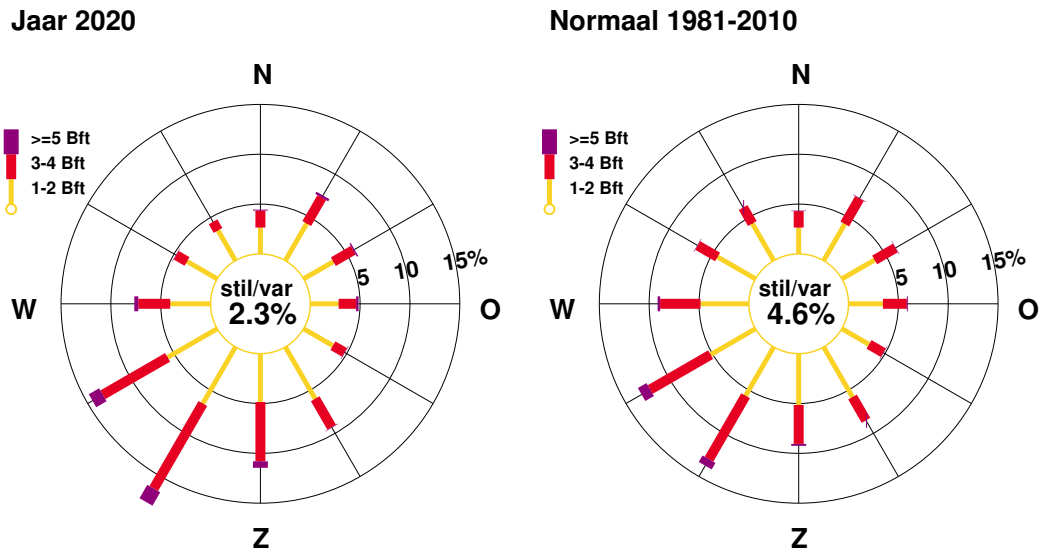 Jaar 2020
N
>=5 Bft
3-4 Bft
1-2 Bft
5 10 15%
stil/var
2.3%
W
O
Z
Normaal 1981-2010
N
>=5 Bft
3-4 Bft
1-2 Bft
5 10 15%
stil/var
4.6%
W
O
Z